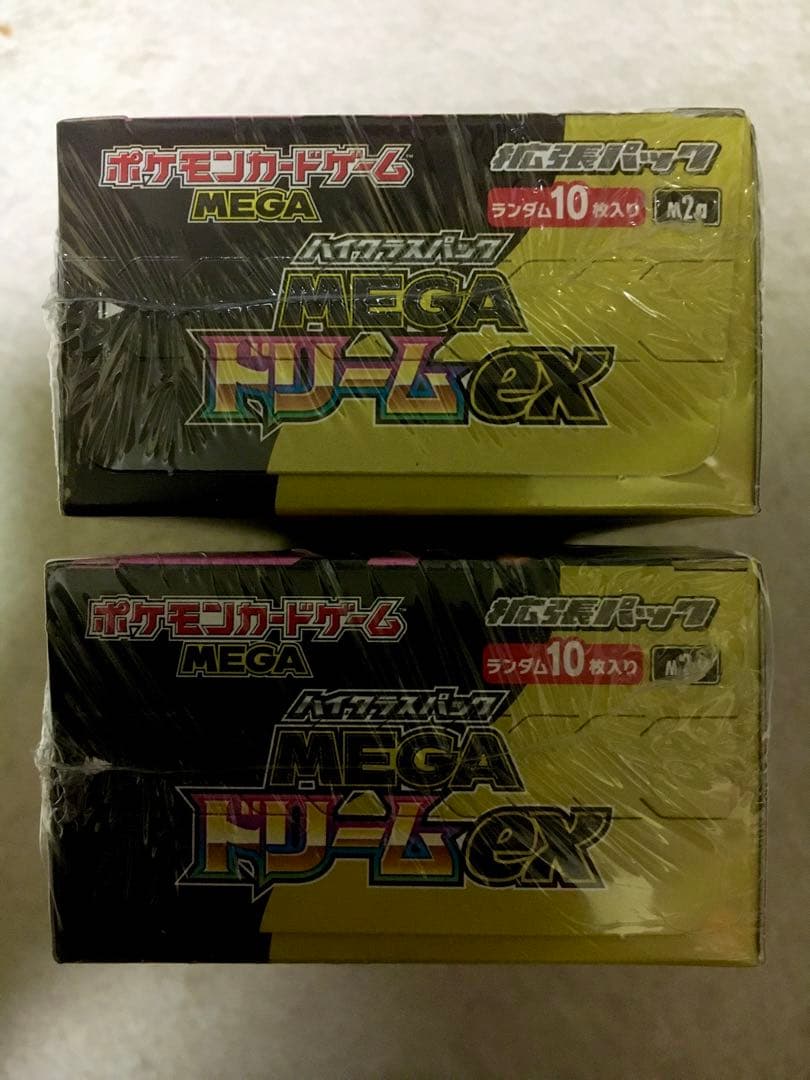 ポケモンカードゲーム™
MEGA
拡張パック
ランダム10枚入り M2a
ハイクラスパック
MEGA
ドリームex
ポケモンカードゲーム™
MEGA
拡張パック
ランダム10枚入り
ハイクラスパック
MEGA
ドリームex